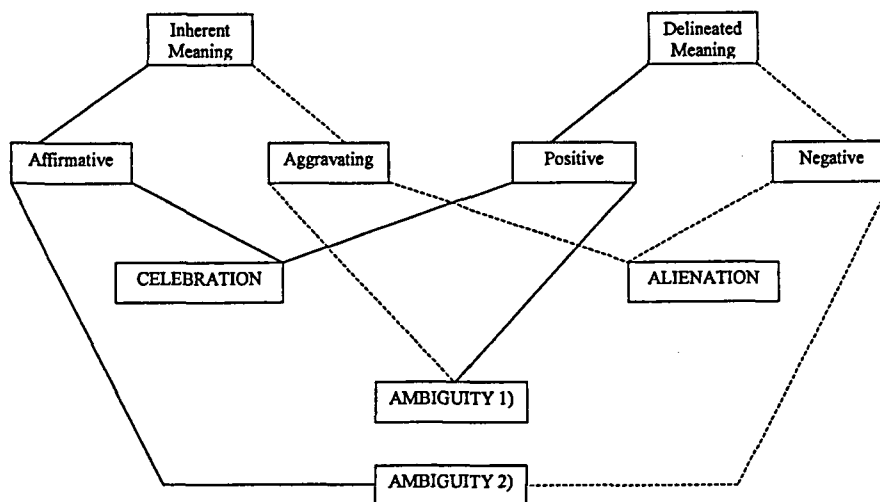 Inherent
Meaning
Delineated
Meaning
Affirmative
Aggravating
Positive
Negative
CELEBRATION
ALIENATION
AMBIGUITY 1)
AMBIGUITY 2)